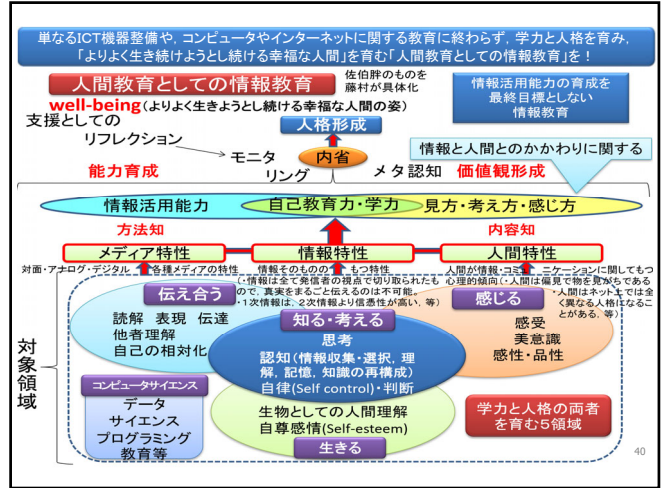 単なるICT機器整備や，コンピュータやインターネットに関する教育に終わらず，学力と人格を育み，
「よりよく生き続けようとし続ける幸福な人間」を育む「人間教育としての情報教育」を！
人間教育としての情報教育
佐伯胖のものを
藤村が具体化
情報活用能力の育成を
最終目標としない
情報教育
well-being(よりよく生きようとし続ける幸福な人間の姿)
支援としての
リフレクション
人格形成
モニタ
リング
内省
メタ認知
情報と人間とのかかわりに関する
能力育成
価値観形成
情報活用能力
自己教育力・学力
見方・考え方・感じ方
方法知
内容知
メディア特性
情報特性
人間特性
対面・アナログ・デジタル
各種メディアの特性
情報そのものの
もつ特性
人間が情報・コミュ
ニケーションに関してもつ
心理的傾向(・人間は偏見で物を見がちである
・人間はネット上では全
く異なる人格になるこ
とがある，等)
(・情報は全て発信者の視点で切り取られたも
ので，真実をまるごと伝えるのは不可能。
・1次情報は，2次情報より信憑性が高い，等)
伝え合う
読解 表現 伝達
他者理解
自己の相対化
知る・考える
思考
認知(情報収集・選択，理
解，記憶，知識の再構成)
自律(Self control)・判断
感じる
感受
美意識
感性・品性
対象領域
コンピュータサイエンス
データ
サイエンス
プログラミング
教育等
生物としての人間理解
自尊感情(Self-esteem)
生きる
学力と人格の両者
を育む5領域
40